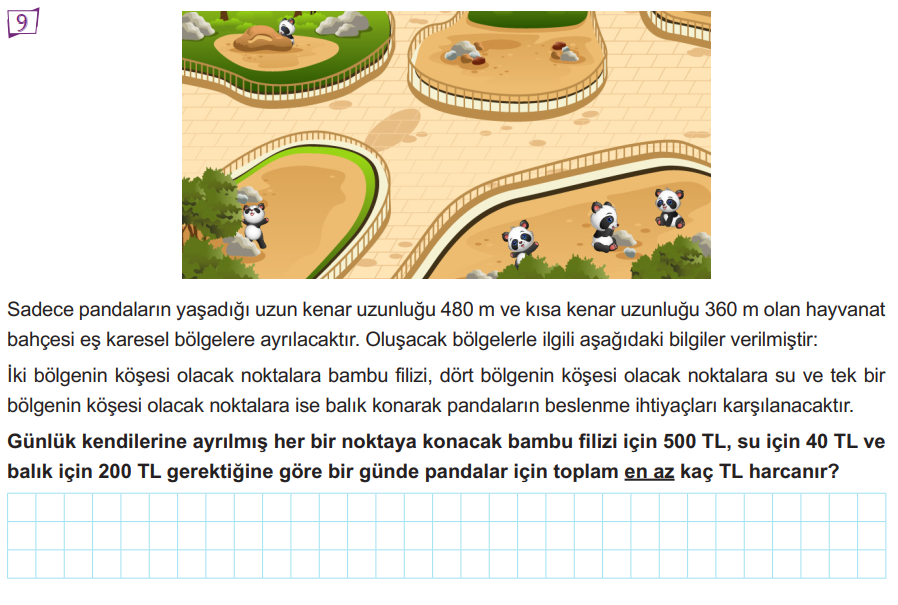 9
Sadece pandaların yaşadığı uzun kenar uzunluğu 480 m ve kısa kenar uzunluğu 360 m olan hayvanat
bahçesi eş karesel bölgelere ayrılacaktır. Oluşacak bölgelerle ilgili aşağıdaki bilgiler verilmiştir:
İki bölgenin köşesi olacak noktalara bambu filizi, dört bölgenin köşesi olacak noktalara su ve tek bir
bölgenin köşesi olacak noktalara ise balık konarak pandaların beslenme ihtiyaçları karşılanacaktır.
Günlük kendilerine ayrılmış her bir noktaya konacak bambu filizi için 500 TL, su için 40 TL ve
balık için 200 TL gerektiğine göre bir günde pandalar için toplam en az kaç TL harcanır?